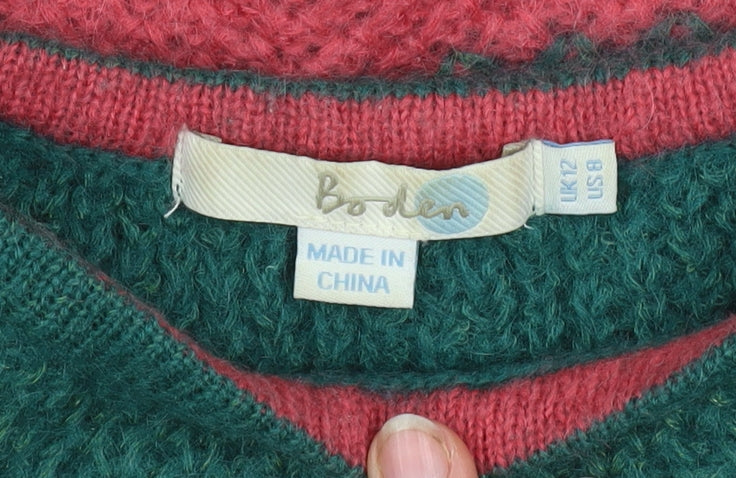 Boden
UK12
US8
MADE IN
CHINA